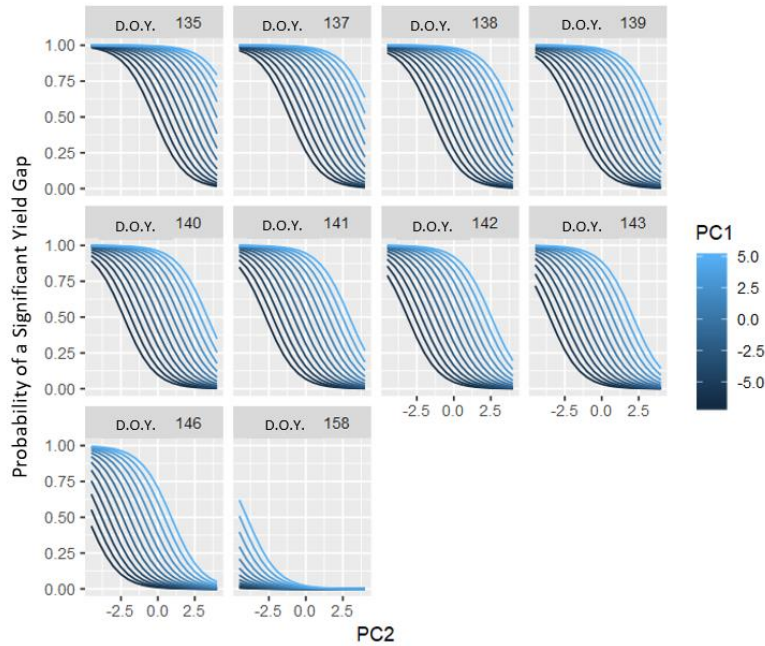 D.O.Y. 135
D.O.Y. 137
D.O.Y. 138
D.O.Y. 139
1.00
0.75
0.50
0.25
0.00
D.O.Y. 140
D.O.Y. 141
D.O.Y. 142
D.O.Y. 143
1.00
0.75
0.50
0.25
0.00
-2.5 0.0 2.5
-2.5 0.0 2.5
D.O.Y. 146
D.O.Y. 158
1.00
0.75
0.50
0.25
0.00
-2.5 0.0 2.5
-2.5 0.0 2.5
PC2
Probability of a Significant Yield Gap
PC1
5.0
2.5
0.0
-2.5
-5.0